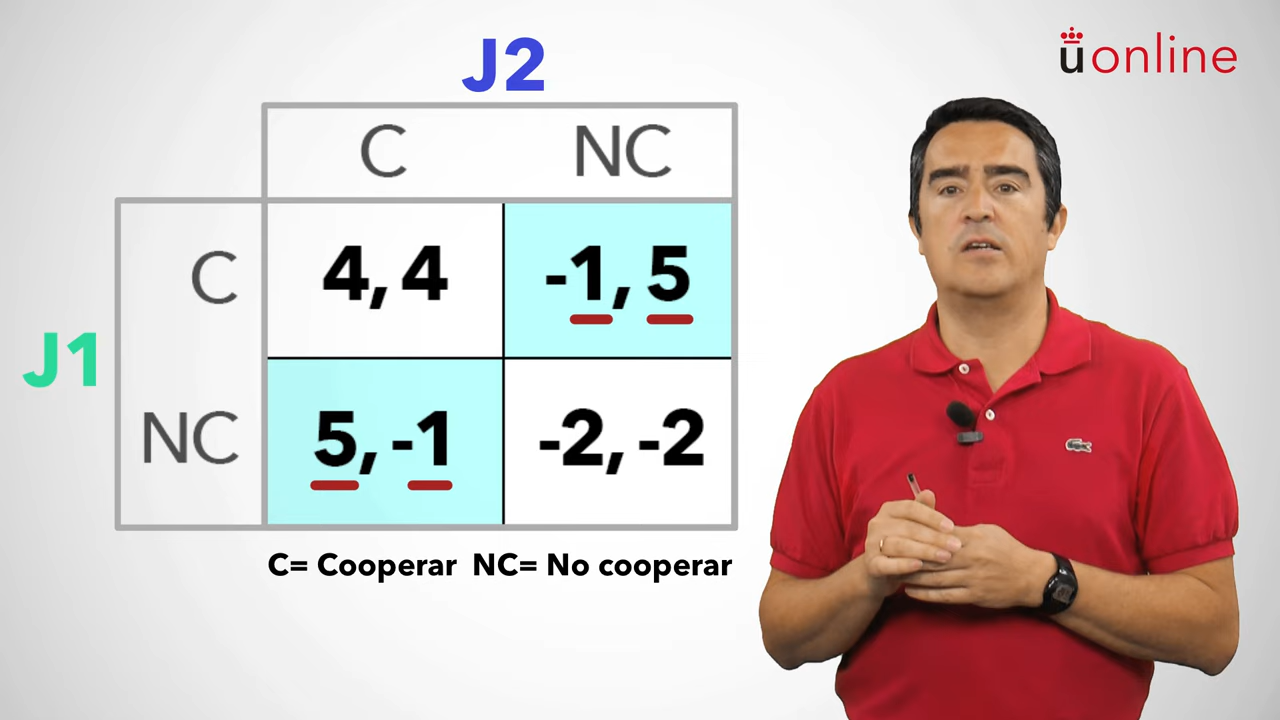 J2
üonline
C NC
C 4, 4 -1, 5
J1
NC 5, -1 -2, -2
C= Cooperar NC= No cooperar